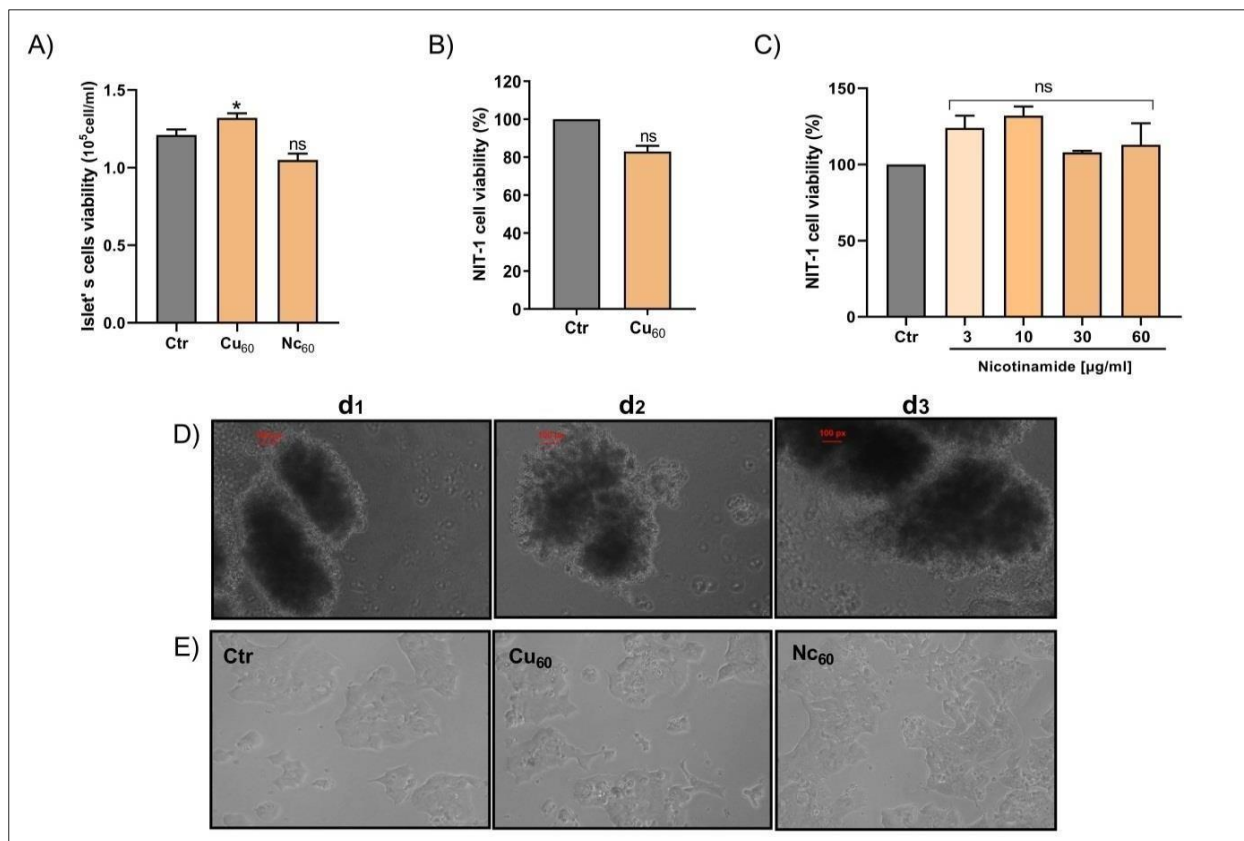 A)
Islet' s cells viability (10⁵cell/ml)
1.5
1.0
0.5
0.0
*
ns
Ctr Cu₆₀ Nc₆₀
B)
NIT-1 cell viability (%)
120
100
80
60
40
20
0
ns
Ctr Cu₆₀
C)
NIT-1 cell viability (%)
150
100
50
0
ns
Ctr 3 10 30 60
Nicotinamide [µg/ml]
d1 d2 d3
D)
100 px
E)
Ctr Cu₆₀ Nc₆₀